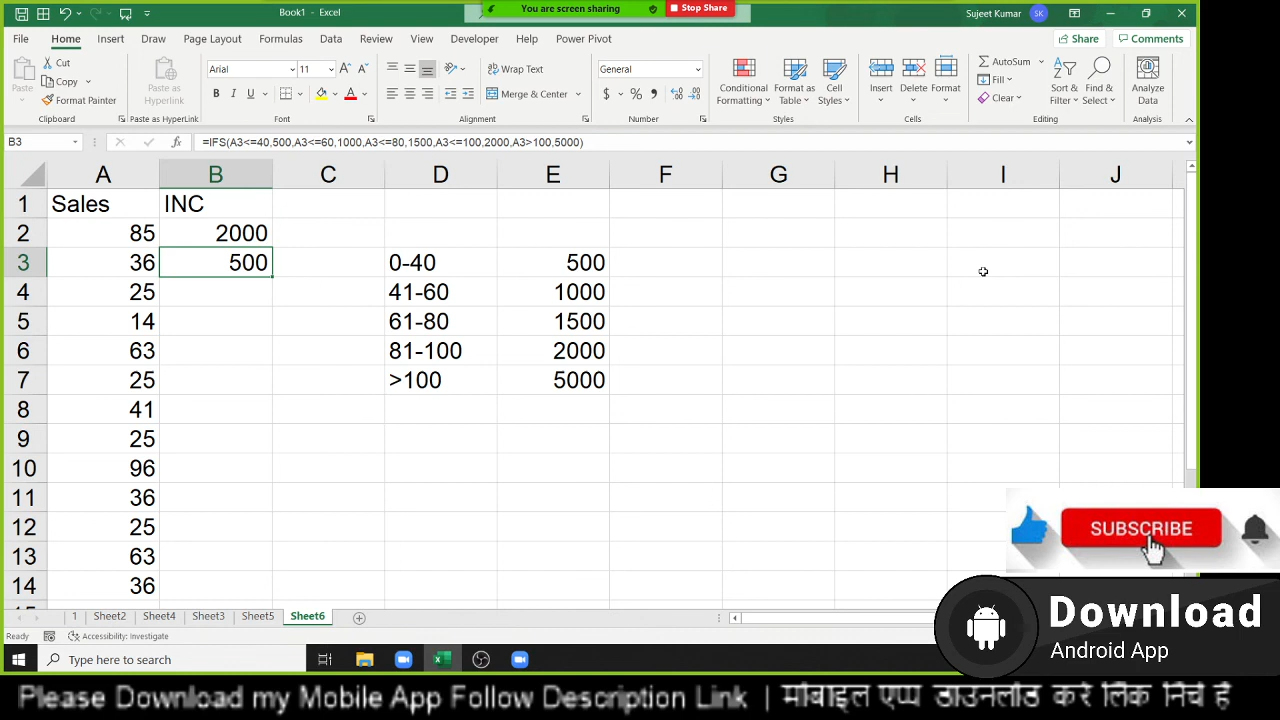 Book1 - Excel
You are screen sharing
Stop Share
Sujeet Kumar
SK
File Home Insert Draw Page Layout Formulas Data Review View Developer Help Power Pivot
Share Comments
Paste
Cut
Copy
Format Painter
Paste as Hyperlink
Arial 11
B I U
Wrap Text
Merge & Center
General
$ % ,
Conditional Formatting
Format as Table
Cell Styles
Insert
Delete
Format
AutoSum
Fill
Clear
Sort & Filter
Find & Select
Analyze Data
Clipboard Paste as Hyperlink Font Alignment Number Styles Cells Editing Analysis
B3
fx
=IFS(A3<=40,500,A3<=60,1000,A3<=80,1500,A3<=100,2000,A3>100,5000)
A B C D E F G H I J
1 Sales INC
2 85 2000
3 36 500 0-40 500
4 25 41-60 1000
5 14 61-80 1500
6 63 81-100 2000
7 25 >100 5000
8 41
9 25
10 96
11 36
12 25
13 63
14 36
SUBSCRIBE
Download
Android App
1 Sheet2 Sheet4 Sheet3 Sheet5 Sheet6
Ready Accessibility: Investigate
Type here to search
Please Download my Mobile App Follow Description Link | मोबाइल एप्प डाउनलोड करे लिंक निचे है